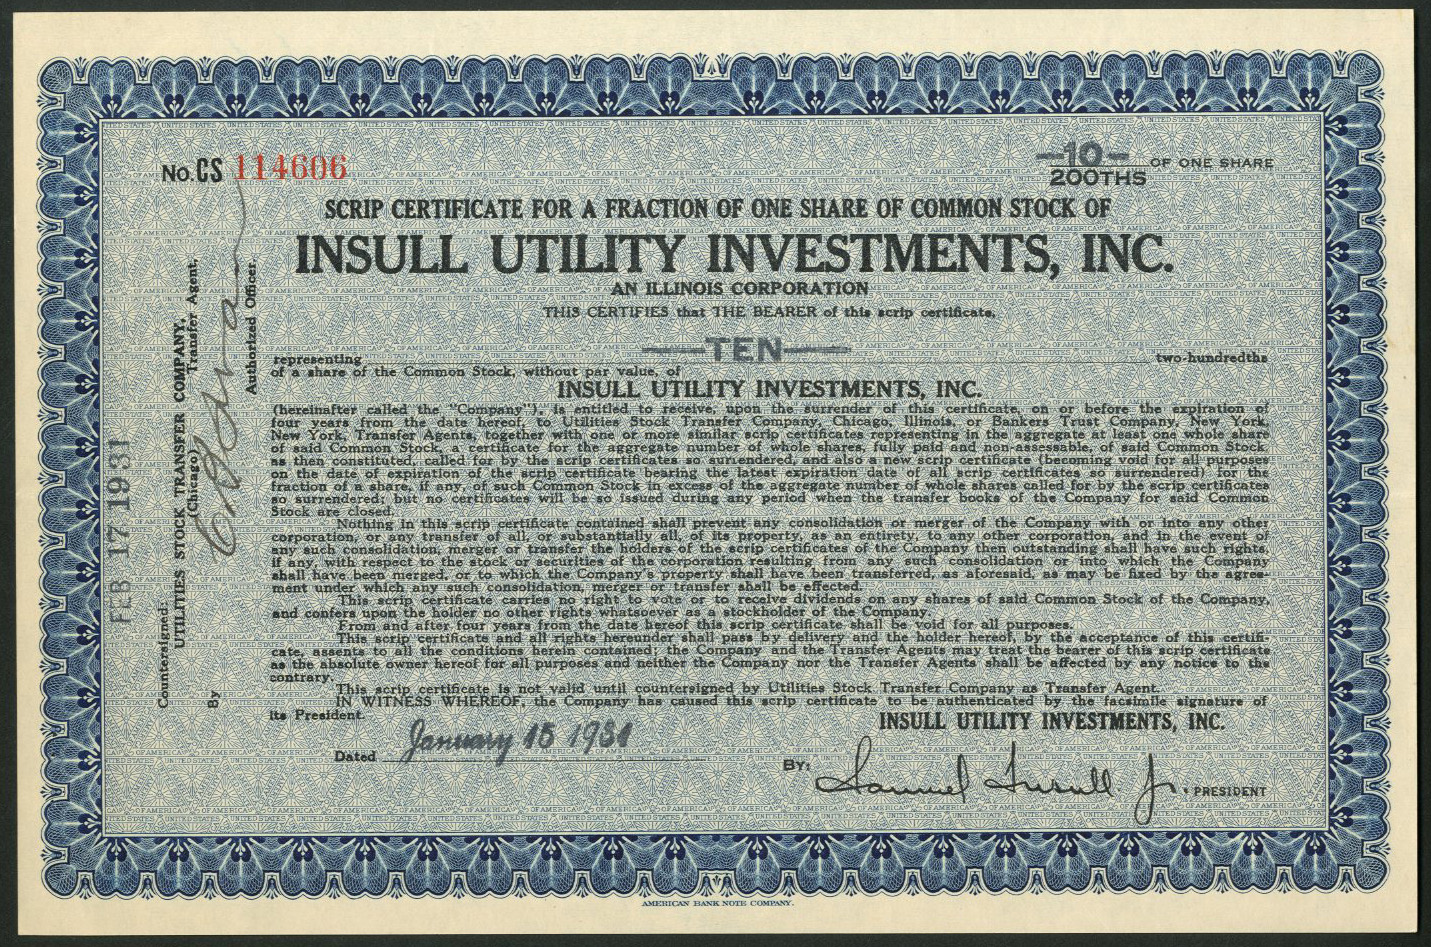 No. CS 114606
-10-
200THS OF ONE SHARE
SCRIP CERTIFICATE FOR A FRACTION OF ONE SHARE OF COMMON STOCK OF
INSULL UTILITY INVESTMENTS, INC.
AN ILLINOIS CORPORATION
THIS CERTIFIES that THE BEARER of this scrip certificate,
representing TEN two-hundredths
of a share of the Common Stock, without par value, of
INSULL UTILITY INVESTMENTS, INC.
(hereinafter called the "Company"), is entitled to receive, upon the surrender of this certificate, on or before the expiration of
four years from the date hereof, to Utilities Stock Transfer Company, Chicago, Illinois, or Bankers Trust Company, New York,
New York, Transfer Agents, together with one or more similar scrip certificates representing in the aggregate at least one whole share
of said Common Stock, a certificate for the aggregate number of whole shares, fully paid and non-assessable, of said Common Stock
as then constituted, called for by the scrip certificates so surrendered, and also a new scrip certificate (becoming void for all purposes
on the date of expiration of the scrip certificate bearing the latest expiration date of all scrip certificates so surrendered) for the
fraction of a share, if any, of such Common Stock in excess of the aggregate number of whole shares called for by the scrip certificates
so surrendered; but no certificates will be so issued during any period when the transfer books of the Company for said Common
Stock are closed.
Nothing in this scrip certificate contained shall prevent any consolidation or merger of the Company with or into any other
corporation, or any transfer of all, or substantially all, of its property, as an entirety, to any other corporation, and in the event of
any such consolidation, merger or transfer the holders of the scrip certificates of the Company then outstanding shall have such rights,
if any, with respect to the stock or securities of the corporation resulting from any such consolidation or into which the Company
shall have been merged, or to which the Company's property shall have been transferred, as aforesaid, as may be fixed by the agree-
ment under which any such consolidation, merger or transfer shall be effected.
This scrip certificate carries no right to vote or to receive dividends on any shares of said Common Stock of the Company,
and confers upon the holder no other rights whatsoever as a stockholder of the Company.
From and after four years from the date hereof this scrip certificate shall be void for all purposes.
This scrip certificate and all rights hereunder shall pass by delivery and the holder hereof, by the acceptance of this certifi-
cate, assents to all the conditions herein contained; the Company and the Transfer Agents may treat the bearer of this scrip certificate
as the absolute owner hereof for all purposes and neither the Company nor the Transfer Agents shall be affected by any notice to the
contrary.
This scrip certificate is not valid until countersigned by Utilities Stock Transfer Company as Transfer Agent.
IN WITNESS WHEREOF, the Company has caused this scrip certificate to be authenticated by the facsimile signature of
its President.
INSULL UTILITY INVESTMENTS, INC.
Dated January 15 1931
BY: Samuel Insull Jr. PRESIDENT
FEB 17 1931
Countersigned:
UTILITIES STOCK TRANSFER COMPANY,
(Chicago) Transfer Agent,
By
Authorized Officer.
AMERICAN BANK NOTE COMPANY.